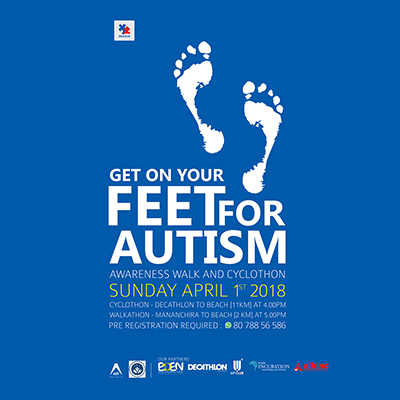 GET ON YOUR
FEET FOR
AUTISM
AWARENESS WALK AND CYCLOTHON
SUNDAY APRIL 1ST 2018
CYCLOTHON - DECATHLON TO BEACH [11KM] AT 4.00PM
WALKATHON - MANANCHIRA TO BEACH [2 KM] AT 5.00PM
PRE REGISTRATION REQUIRED : 80 788 56 586
OUR PARTNERS
DECATHLON
INCUBATION